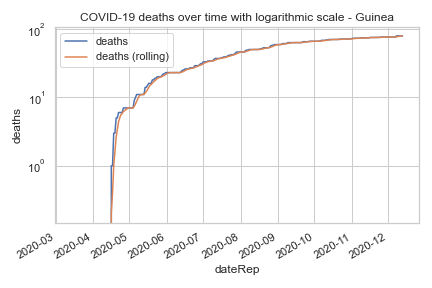 COVID-19 deaths over time with logarithmic scale - Guinea
deaths
deaths (rolling)
10²
10¹
10⁰
deaths
2020-03
2020-04
2020-05
2020-06
2020-07
2020-08
2020-09
2020-10
2020-11
2020-12
dateRep